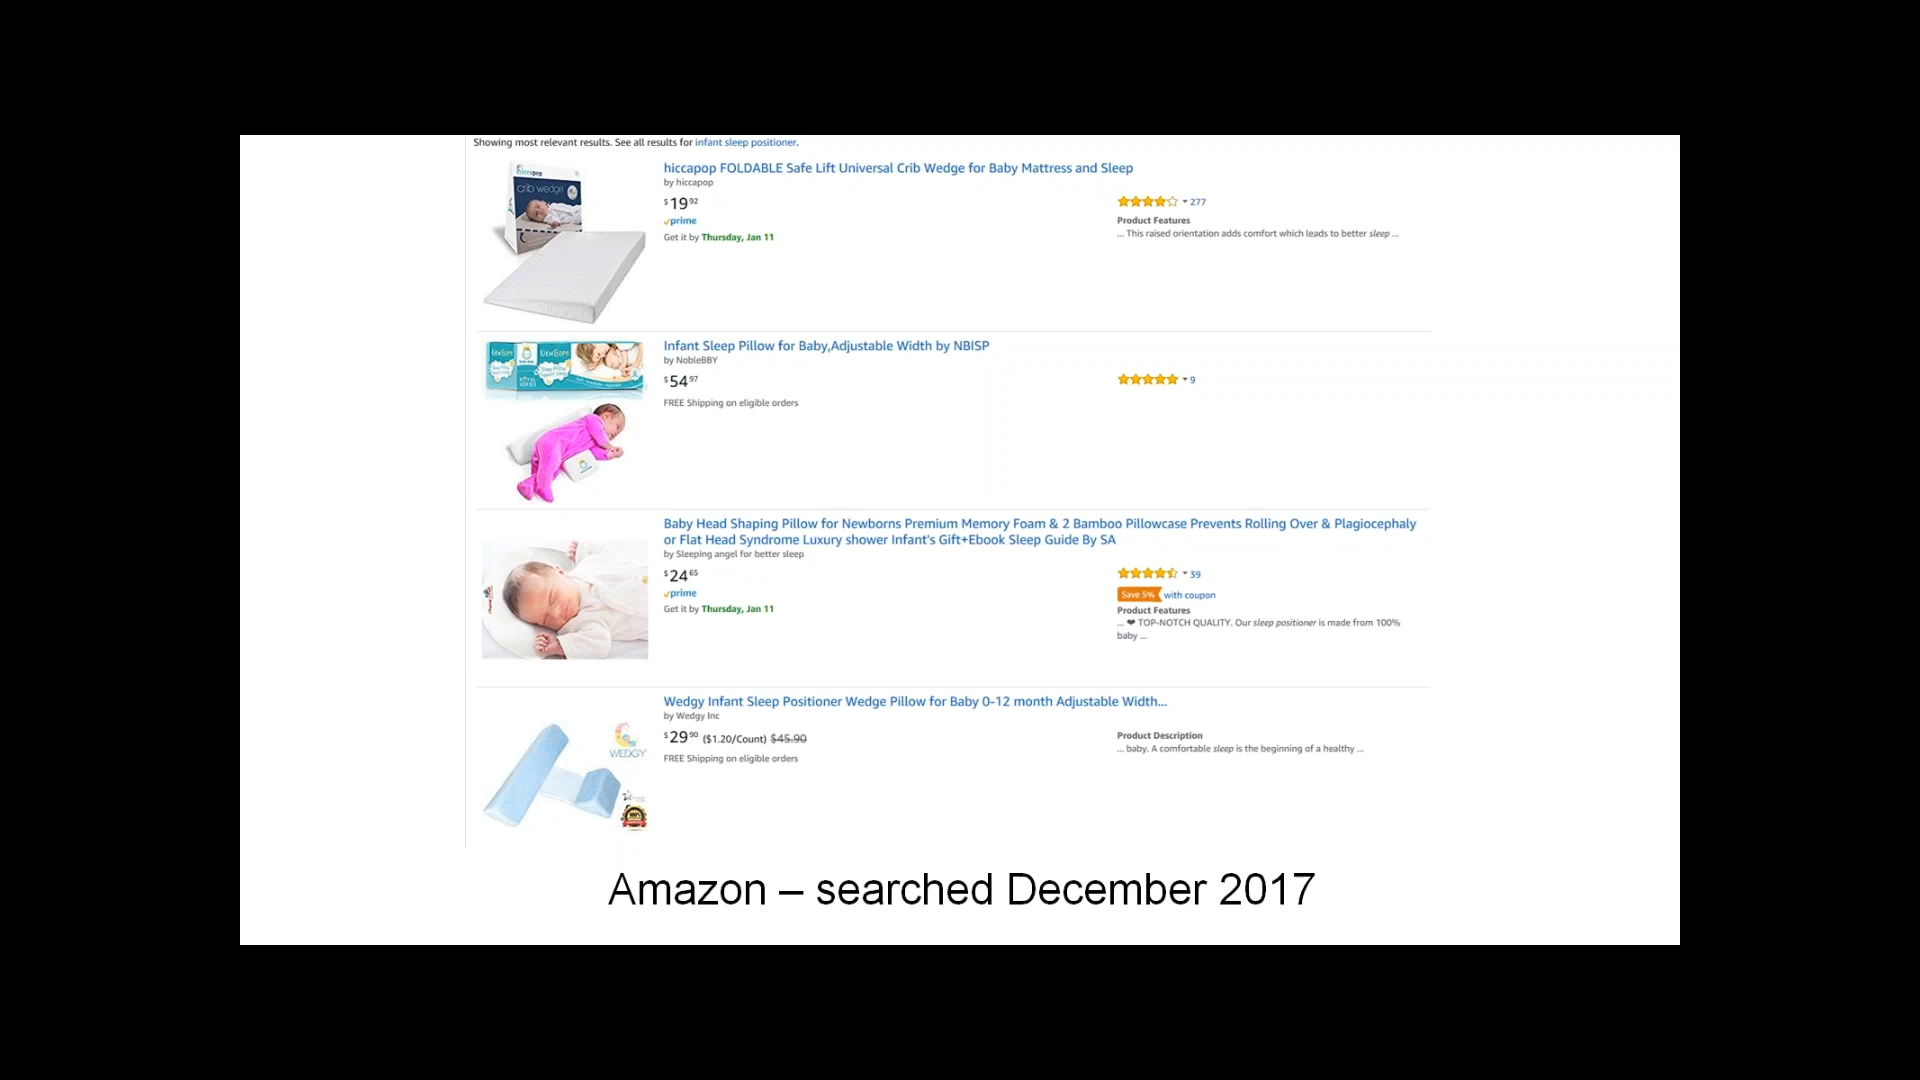 Showing most relevant results. See all results for infant sleep positioner.
hiccapop FOLDABLE Safe Lift Universal Crib Wedge for Baby Mattress and Sleep
by hiccapop
$19.92
prime
Get it by Thursday, Jan 11
277
Product Features
... This raised orientation adds comfort which leads to better sleep ...
hiccapop
crib wedge
Infant Sleep Pillow for Baby,Adjustable Width by NBISP
by NobleBBY
$54.97
FREE Shipping on eligible orders
9
NewBorn
NewBorn
Baby Head Shaping Pillow for Newborns Premium Memory Foam & 2 Bamboo Pillowcase Prevents Rolling Over & Plagiocephaly
or Flat Head Syndrome Luxury shower Infant's Gift+Ebook Sleep Guide By SA
by Sleeping angel for better sleep
$24.65
prime
Get it by Thursday, Jan 11
39
Save 5% with coupon
Product Features
... ❤ TOP-NOTCH QUALITY. Our sleep positioner is made from 100%
baby ...
Wedgy Infant Sleep Positioner Wedge Pillow for Baby 0-12 month Adjustable Width...
by Wedgy Inc
$29.90 ($1.20/Count) $45.90
FREE Shipping on eligible orders
Product Description
... baby. A comfortable sleep is the beginning of a healthy ...
WEDGY
Amazon – searched December 2017